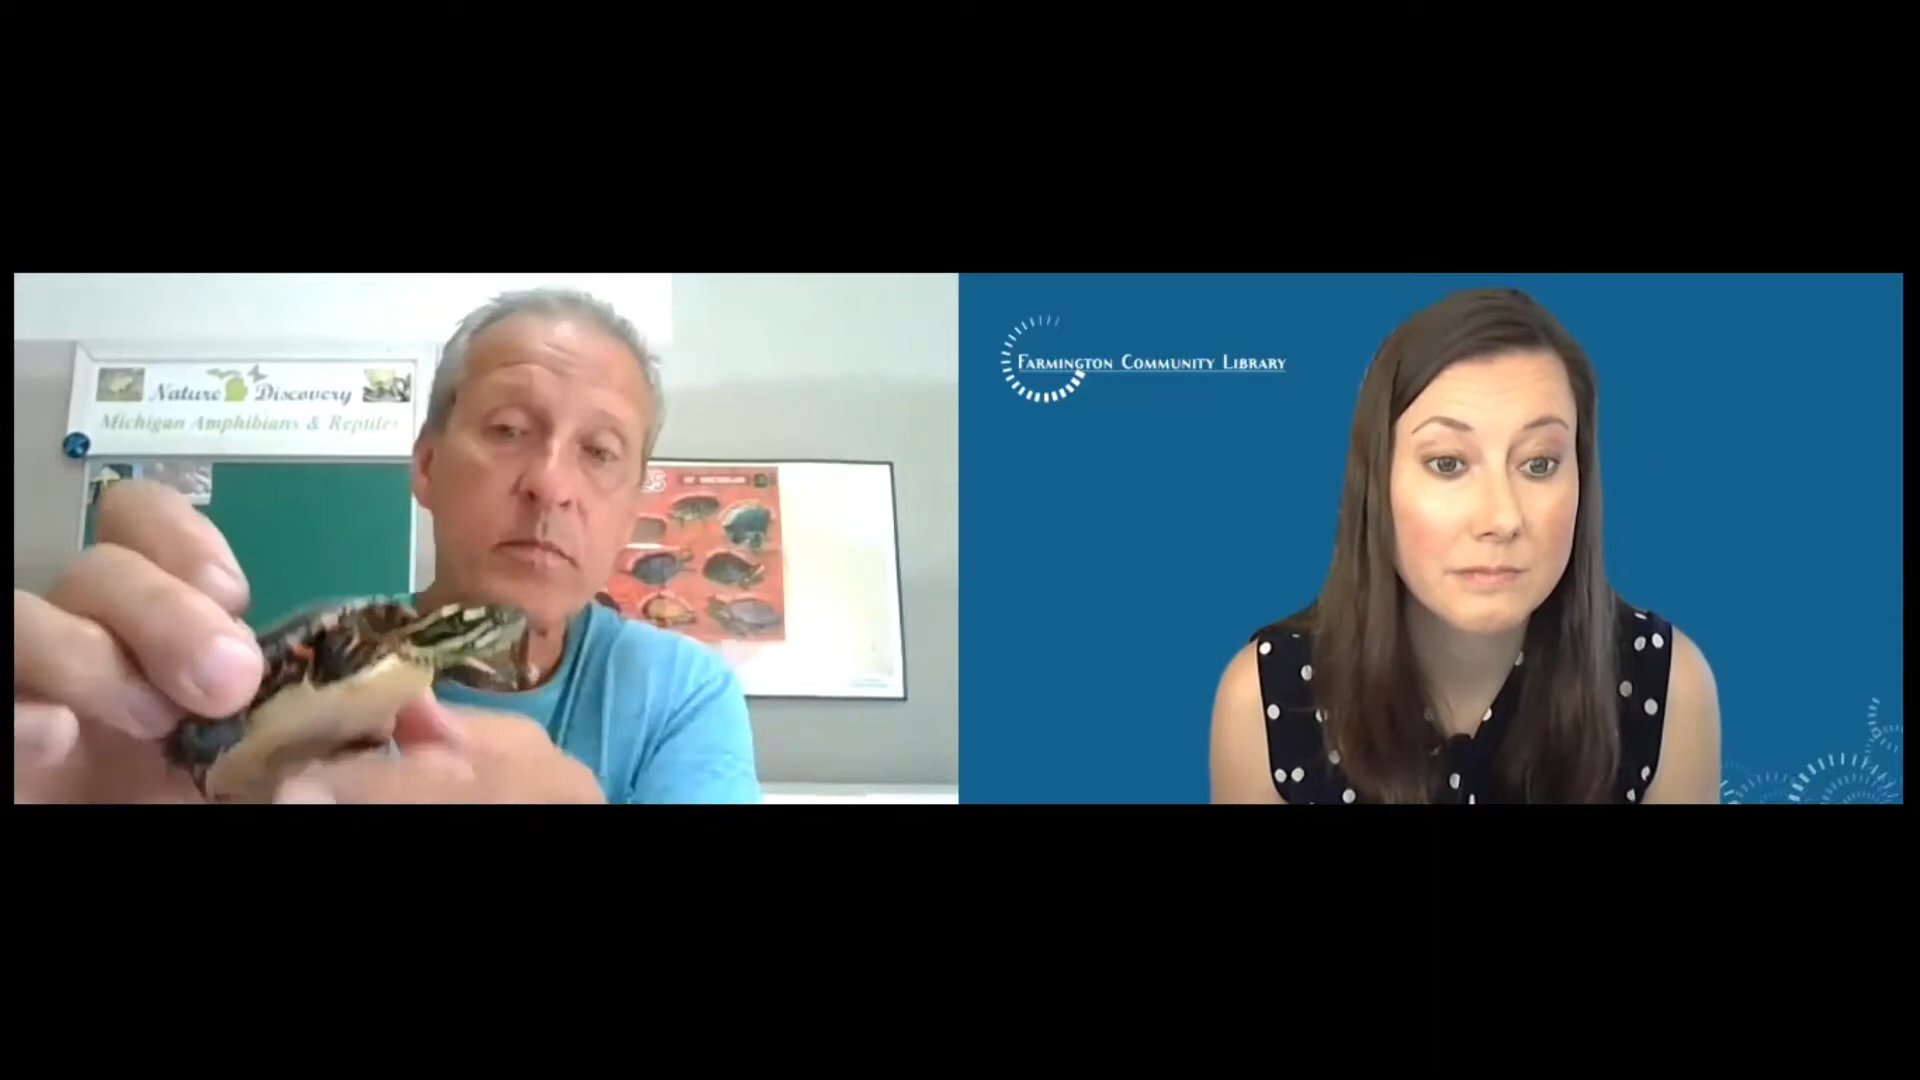 Nature Discovery
Michigan Amphibians & Reptiles
Farmington Community Library